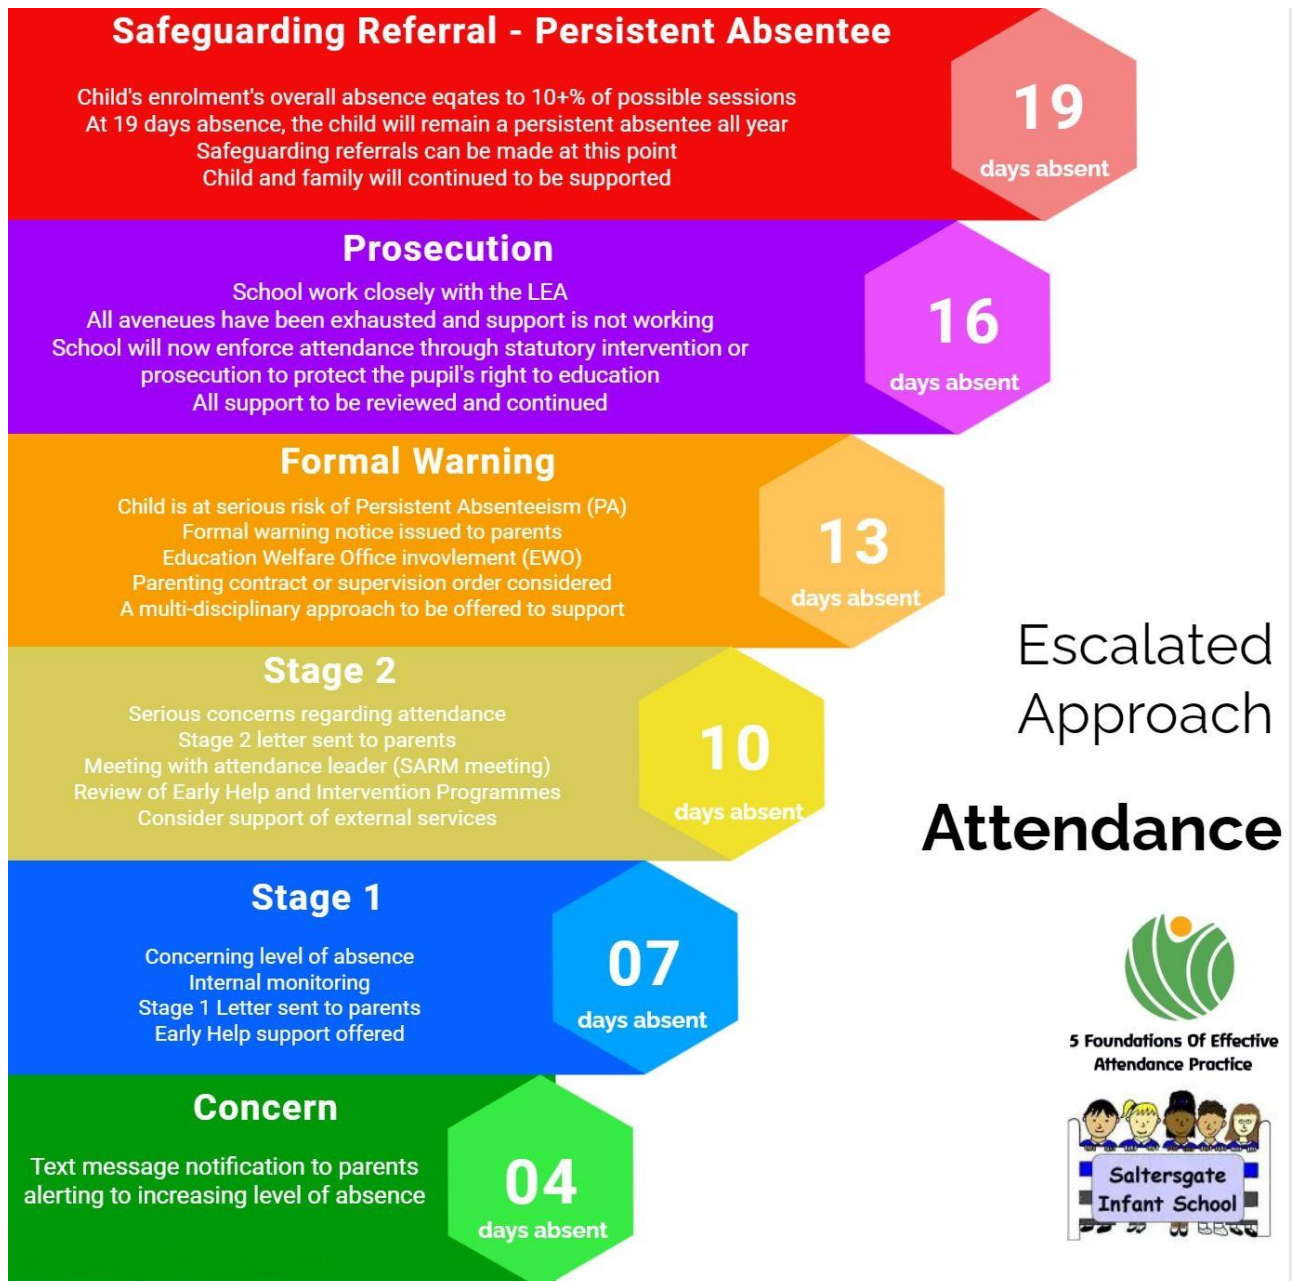 Safeguarding Referral - Persistent Absentee
Child's enrolment's overall absence eqates to 10+% of possible sessions
At 19 days absence, the child will remain a persistent absentee all year
Safeguarding referrals can be made at this point
Child and family will continued to be supported
19
days absent
Prosecution
School work closely with the LEA
All aveneues have been exhausted and support is not working
School will now enforce attendance through statutory intervention or
prosecution to protect the pupil's right to education
All support to be reviewed and continued
16
days absent
Formal Warning
Child is at serious risk of Persistent Absenteeism (PA)
Formal warning notice issued to parents
Education Welfare Office invovlement (EWO)
Parenting contract or supervision order considered
A multi-disciplinary approach to be offered to support
13
days absent
Stage 2
Serious concerns regarding attendance
Stage 2 letter sent to parents
Meeting with attendance leader (SARM meeting)
Review of Early Help and Intervention Programmes
Consider support of external services
10
days absent
Stage 1
Concerning level of absence
Internal monitoring
Stage 1 Letter sent to parents
Early Help support offered
07
days absent
Concern
Text message notification to parents
alerting to increasing level of absence
04
days absent
Escalated
Approach
Attendance
5 Foundations Of Effective
Attendance Practice
Saltersgate
Infant School